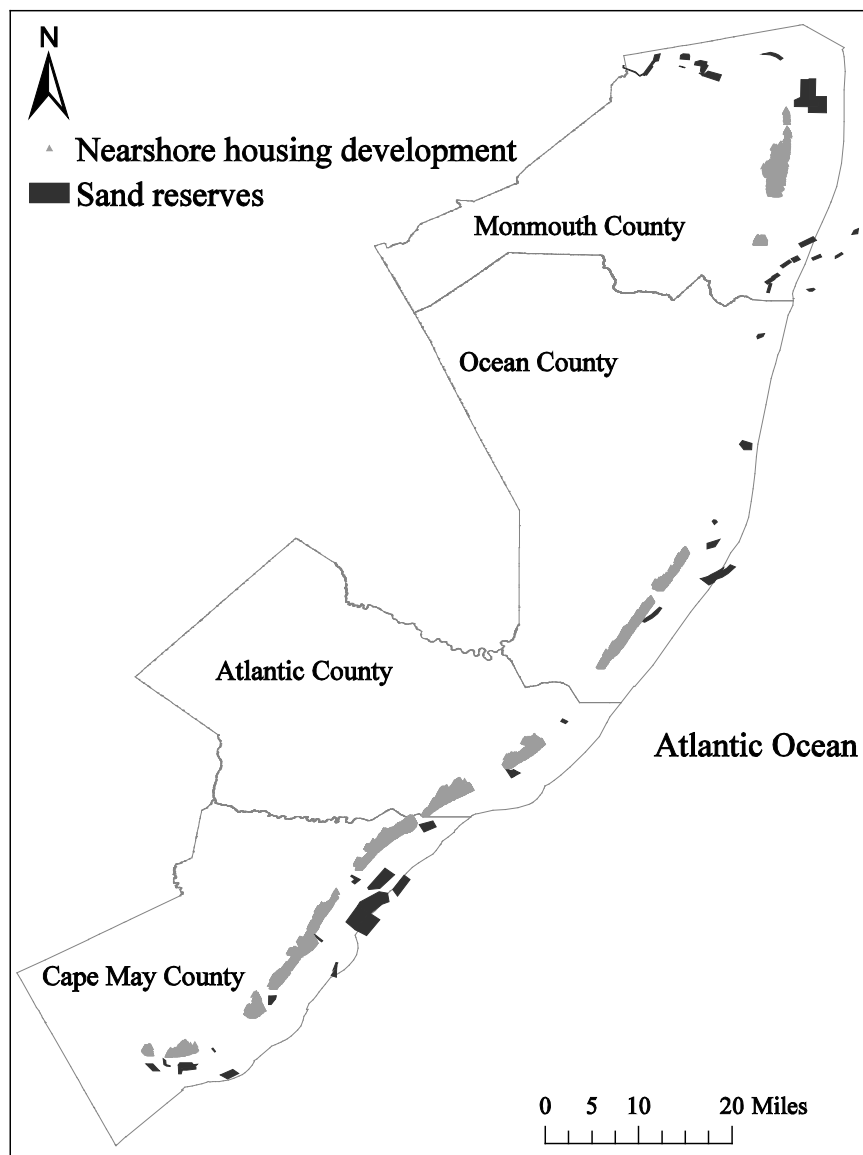 N
Nearshore housing development
Sand reserves
Monmouth County
Ocean County
Atlantic County
Atlantic Ocean
Cape May County
0 5 10 20 Miles